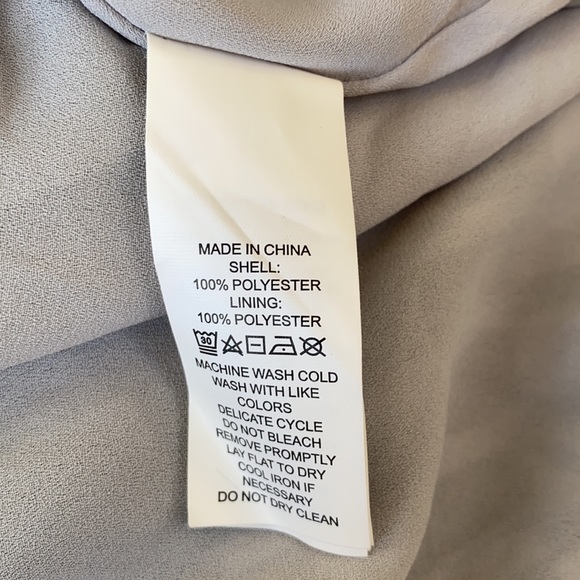 MADE IN CHINA
SHELL:
100% POLYESTER
LINING:
100% POLYESTER
30
MACHINE WASH COLD
WASH WITH LIKE
COLORS
DELICATE CYCLE
DO NOT BLEACH
REMOVE PROMPTLY
LAY FLAT TO DRY
COOL IRON IF
NECESSARY
DO NOT DRY CLEAN